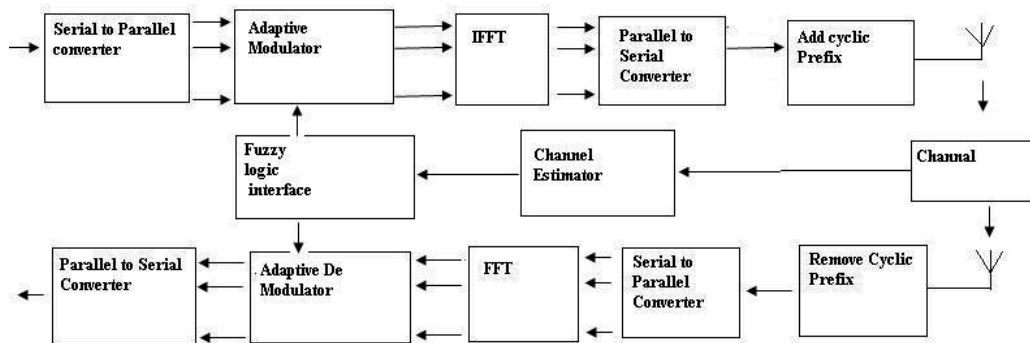 Serial to Parallel
converter
Adaptive
Modulator
IFFT
Parallel to
Serial
Converter
Add cyclic
Prefix
Fuzzy
logic
interface
Channel
Estimator
Channal
Parallel to Serial
Converter
Adaptive De
Modulator
FFT
Serial to
Parallel
Converter
Remove Cyclic
Prefix